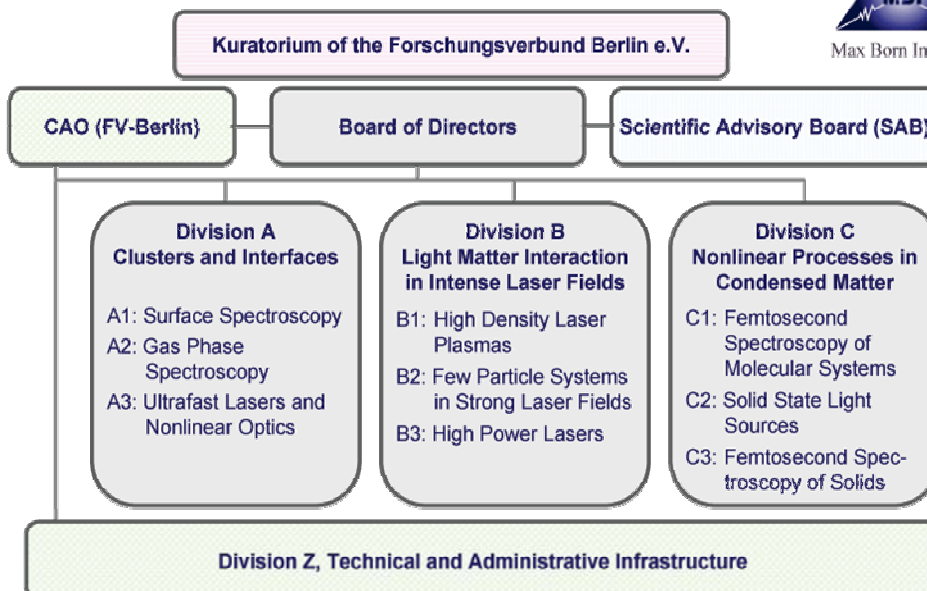 MBI
Kuratorium of the Forschungsverbund Berlin e.V.
Max Born In
CAO (FV-Berlin)
Board of Directors
Scientific Advisory Board (SAB)
Division A
Clusters and Interfaces
A1: Surface Spectroscopy
A2: Gas Phase
Spectroscopy
A3: Ultrafast Lasers and
Nonlinear Optics
Division B
Light Matter Interaction
in Intense Laser Fields
B1: High Density Laser
Plasmas
B2: Few Particle Systems
in Strong Laser Fields
B3: High Power Lasers
Division C
Nonlinear Processes in
Condensed Matter
C1: Femtosecond
Spectroscopy of
Molecular Systems
C2: Solid State Light
Sources
C3: Femtosecond Spec-
troscopy of Solids
Division Z, Technical and Administrative Infrastructure